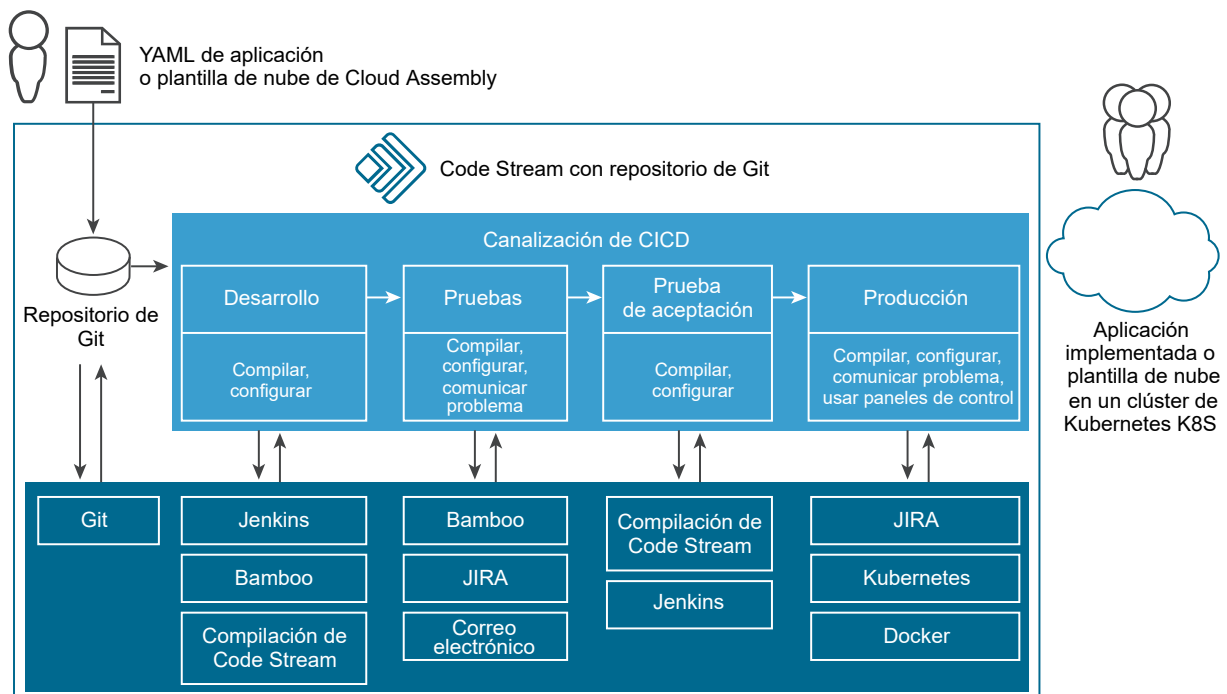 YAML de aplicación
o plantilla de nube de Cloud Assembly
Code Stream con repositorio de Git
Repositorio de
Git
Canalización de CICD
Desarrollo
Compilar,
configurar
Pruebas
Compilar,
configurar,
comunicar
problema
Prueba
de aceptación
Compilar,
configurar
Producción
Compilar, configurar,
comunicar problema,
usar paneles de control
Aplicación
implementada o
plantilla de nube
en un clúster de
Kubernetes K8S
Git
Jenkins
Bamboo
Compilación de
Code Stream
Bamboo
JIRA
Correo
electrónico
Compilación de
Code Stream
Jenkins
JIRA
Kubernetes
Docker